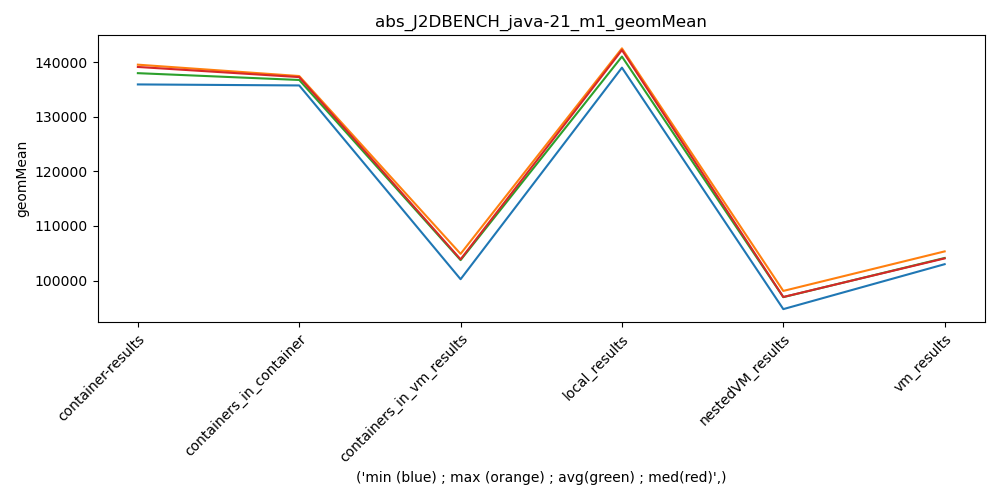 abs_J2DBENCH_java-21_m1_geomMean
140000
130000
120000
110000
100000
geomMean
container-results
containers_in_container
containers_in_vm_results
local_results
nestedVM_results
vm_results
('min (blue) ; max (orange) ; avg(green) ; med(red)',)